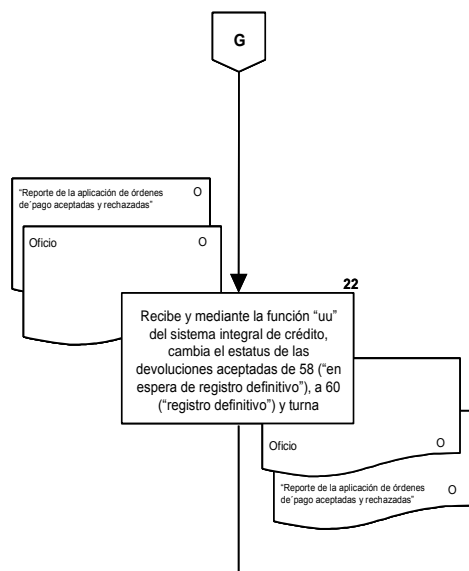 G
"Reporte de la aplicación de órdenes O
de´pago aceptadas y rechazadas"
Oficio O
22
Recibe y mediante la función "uu"
del sistema integral de crédito,
cambia el estatus de las
devoluciones aceptadas de 58 ("en
espera de registro definitivo"), a 60
("registro definitivo") y turna
Oficio O
"Reporte de la aplicación de órdenes O
de´pago aceptadas y rechazadas"